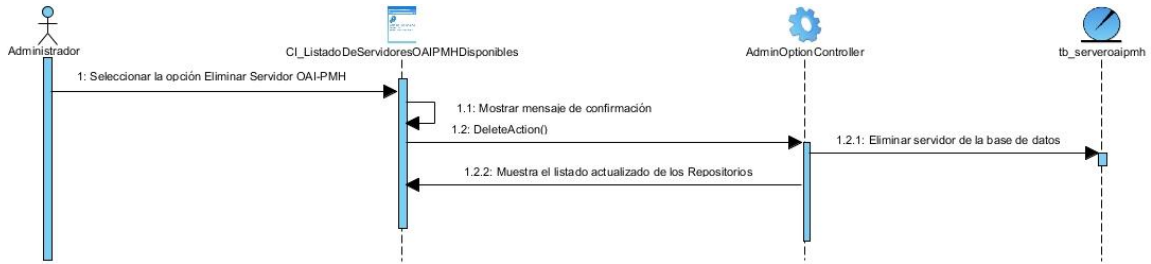 Administrador
CI_ListadoDeServidoresOAIPMHDisponibles
AdminOptionController
tb_serveroaipmh
1: Seleccionar la opción Eliminar Servidor OAI-PMH
1.1: Mostrar mensaje de confirmación
1.2: DeleteAction()
1.2.1: Eliminar servidor de la base de datos
1.2.2: Muestra el listado actualizado de los Repositorios